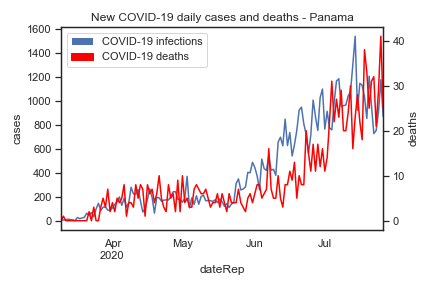 New COVID-19 daily cases and deaths - Panama
COVID-19 infections
COVID-19 deaths
1600
1400
1200
1000
800
600
400
200
0
cases
40
30
20
10
0
deaths
Apr
2020
May
Jun
Jul
dateRep